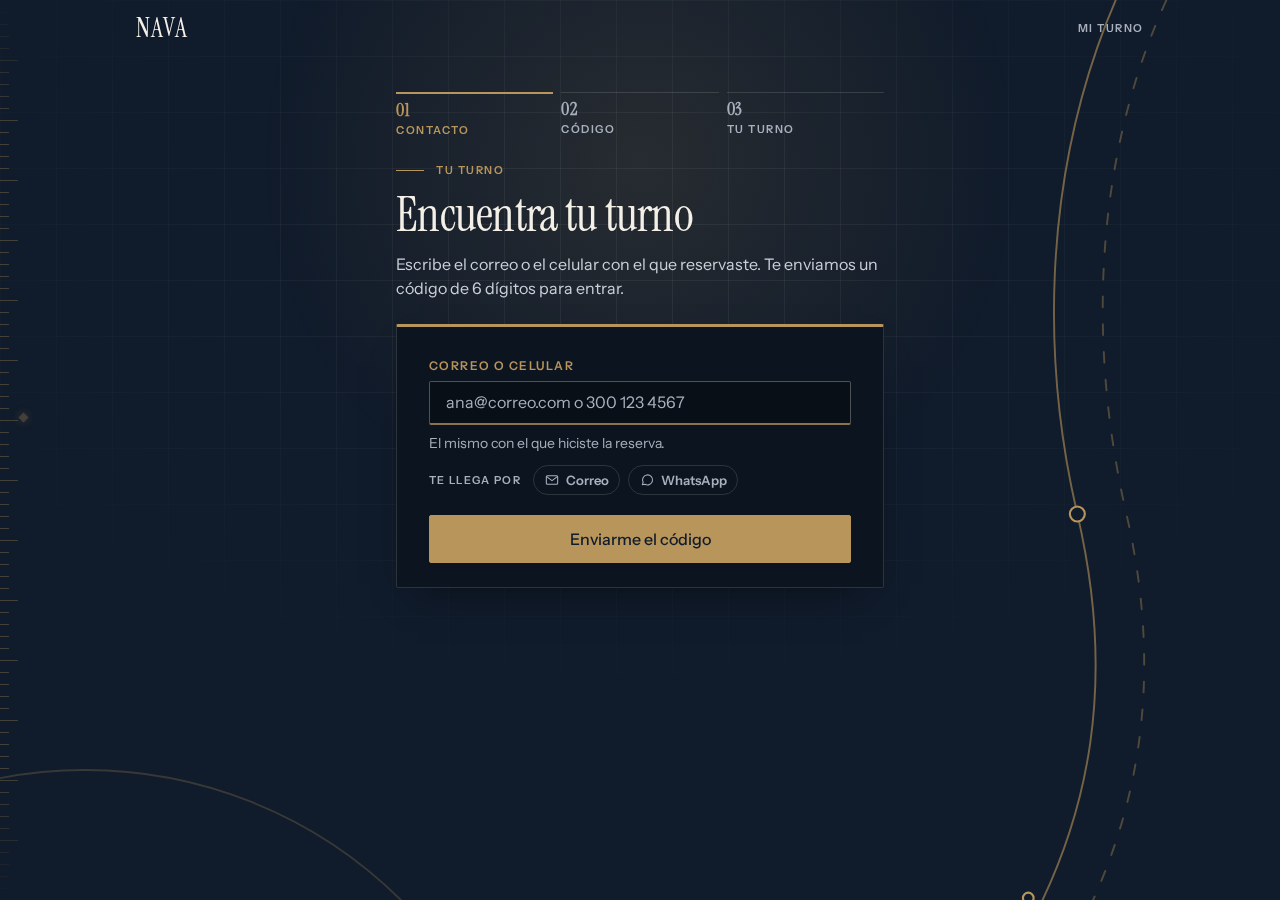 NAVA
MI TURNO
01
CONTACTO
02
CÓDIGO
03
TU TURNO
TU TURNO
Encuentra tu turno
Escribe el correo o el celular con el que reservaste. Te enviamos un
código de 6 dígitos para entrar.
CORREO O CELULAR
ana@correo.com o 300 123 4567
El mismo con el que hiciste la reserva.
TE LLEGA POR Correo WhatsApp
Enviarme el código